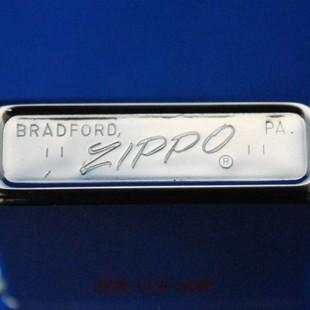 BRADFORD, PA.
|| ZIPPO ® ||